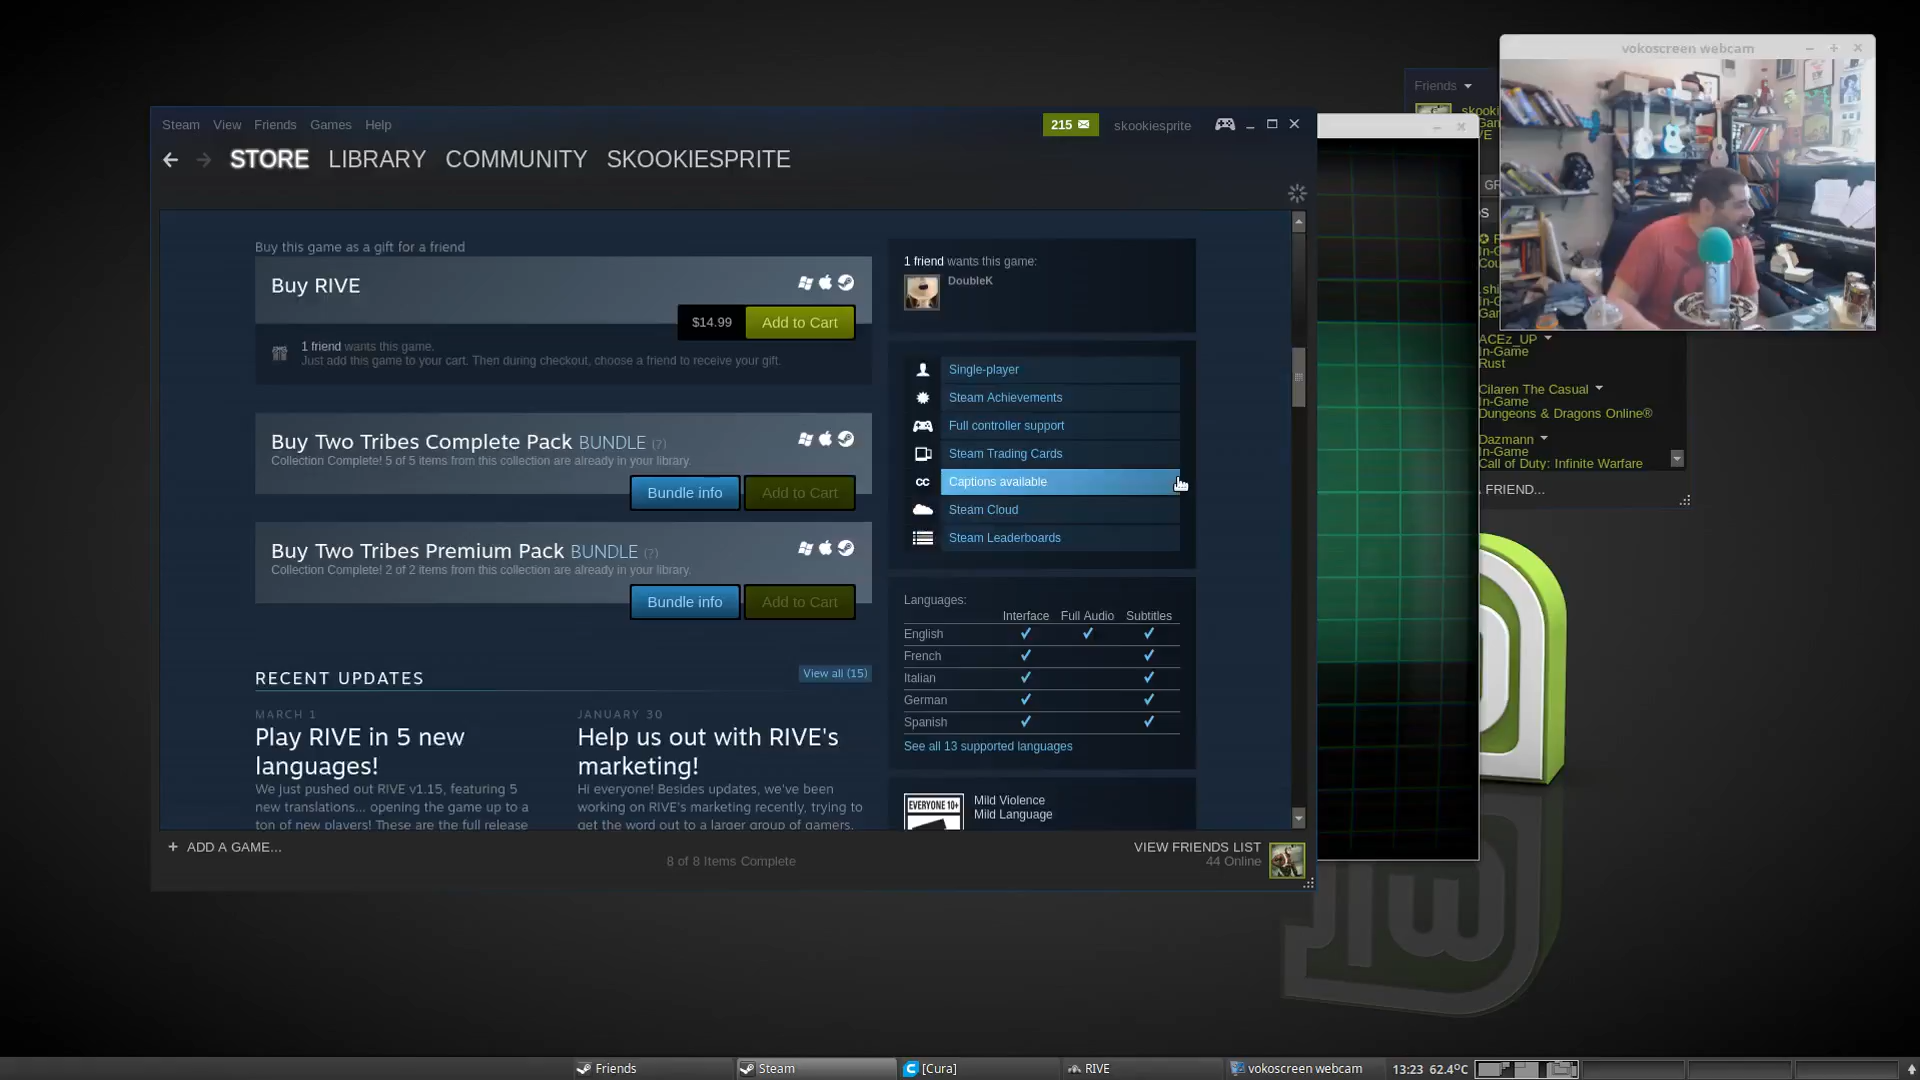 vokoscreen webcam
Friends
Steam View Friends Games Help
215
skookiesprite
STORE LIBRARY COMMUNITY SKOOKIESPRITE
Buy this game as a gift for a friend
Buy RIVE
$14.99 Add to Cart
1 friend wants this game.
Just add this game to your cart. Then during checkout, choose a friend to receive your gift.
Buy Two Tribes Complete Pack BUNDLE (?)
Collection Complete! 5 of 5 items from this collection are already in your library.
Bundle info Add to Cart
Buy Two Tribes Premium Pack BUNDLE (?)
Collection Complete! 2 of 2 items from this collection are already in your library.
Bundle info Add to Cart
RECENT UPDATES
View all (15)
MARCH 1
Play RIVE in 5 new
languages!
We just pushed out RIVE v1.15, featuring 5
new translations... opening the game up to a
ton of new players! These are the full release
JANUARY 30
Help us out with RIVE's
marketing!
Hi everyone! Besides updates, we've been
working on RIVE's marketing recently, trying to
get the word out to a larger group of gamers.
1 friend wants this game:
DoubleK
Single-player
Steam Achievements
Full controller support
Steam Trading Cards
CC Captions available
Steam Cloud
Steam Leaderboards
Languages:
Interface Full Audio Subtitles
English
French
Italian
German
Spanish
See all 13 supported languages
EVERYONE 10+
Mild Violence
Mild Language
+ ADD A GAME...
8 of 8 Items Complete
VIEW FRIENDS LIST
44 Online
ACEz_UP
In-Game
Rust
Cilaren The Casual
In-Game
Dungeons & Dragons Online®
Dazmann
In-Game
Call of Duty: Infinite Warfare
A FRIEND...
Friends
Steam
[Cura]
RIVE
vokoscreen webcam
13:23 62.4°C